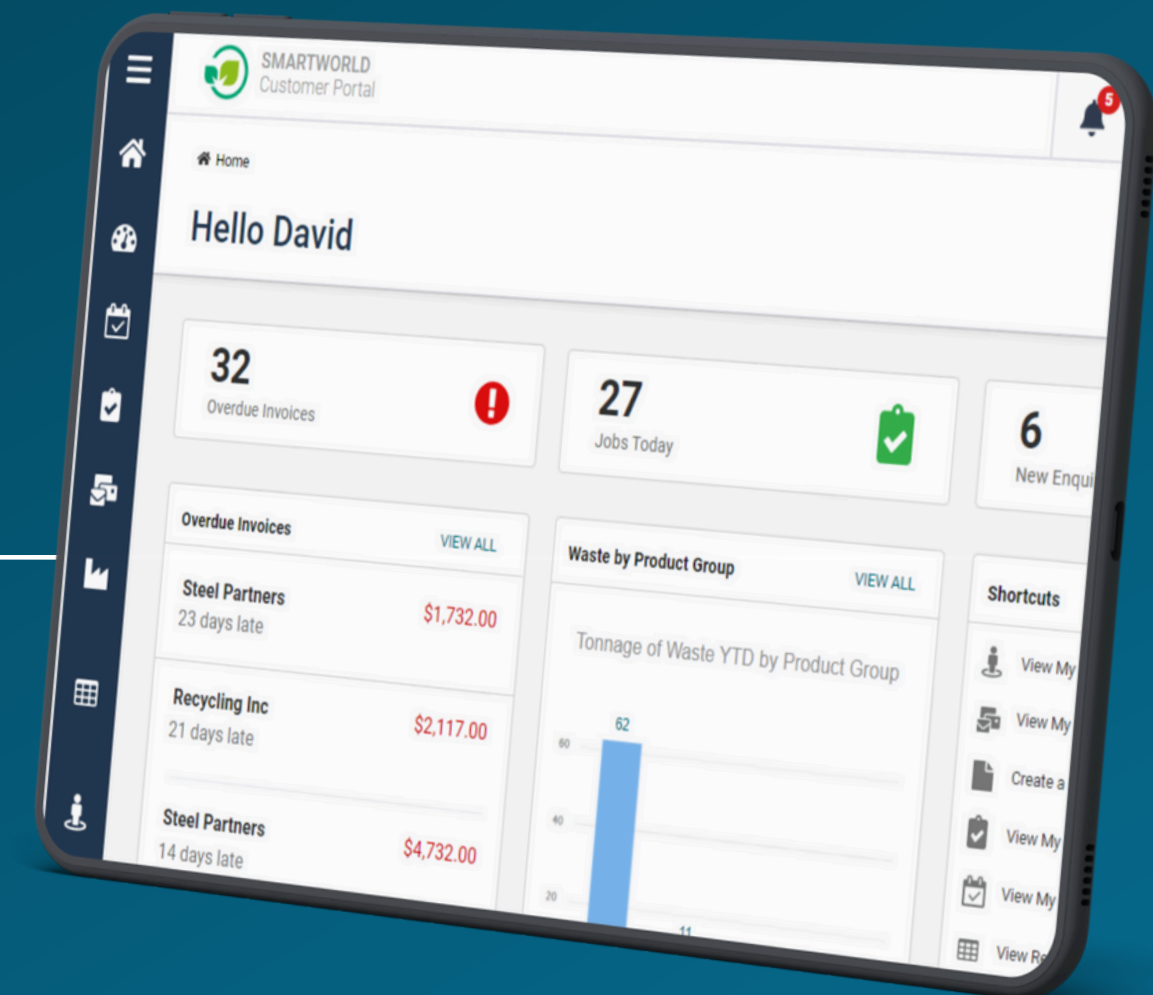 SMARTWORLD
Customer Portal
5
Home
Hello David
32
Overdue Invoices
27
Jobs Today
6
New
Overdue Invoices
VIEW ALL
Steel Partners
$1,732.00
23 days late
Recycling Inc
$2,117.00
21 days late
Steel Partners
$4,732.00
14 days late
Waste by Product Group
VIEW ALL
Tonnage of Waste YTD by Product Group
62
60
40
20
11
Shortcuts
View My
View My
Create a
View My
View My
View